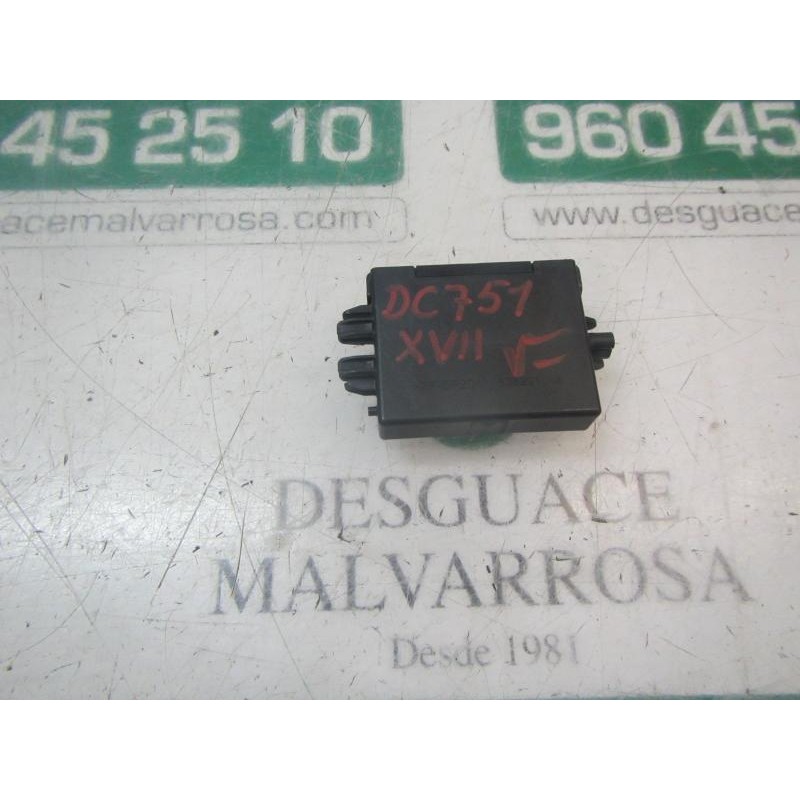 45 25 10
960 45
acemalvarrosa.com
www.desguace
DC751
XVII
DESGUACE
MALVARROSA
Desde 1981